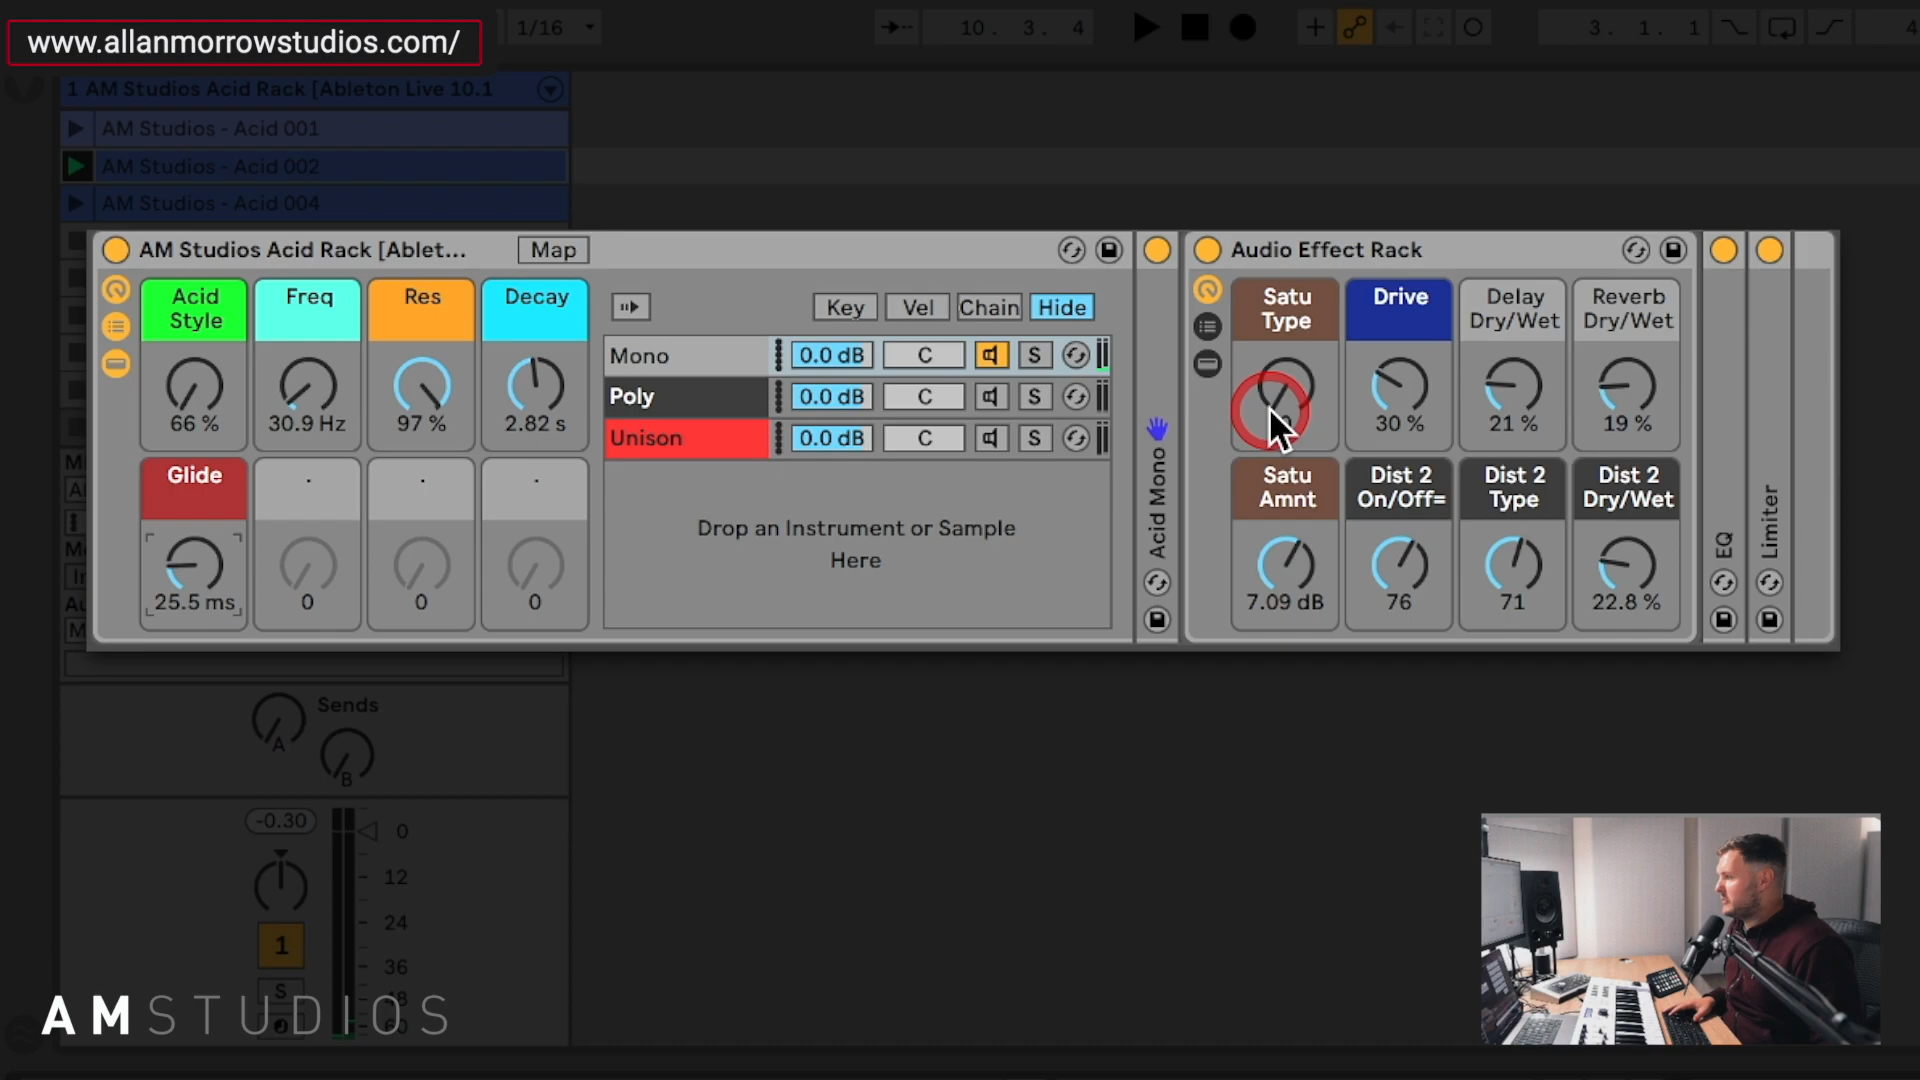 www.allanmorrowstudios.com/
1/16
10. 3. 4
3. 1. 1
4
1 AM Studios Acid Rack [Ableton Live 10.1
AM Studios - Acid 001
AM Studios - Acid 002
AM Studios - Acid 004
AM Studios Acid Rack [Ablet...
Map
Audio Effect Rack
Acid Style
Freq
Res
Decay
66 %
30.9 Hz
97 %
2.82 s
Glide
25.5 ms
0
0
0
Key
Vel
Chain
Hide
Mono
0.0 dB
C
S
Poly
0.0 dB
C
S
Unison
0.0 dB
C
S
Drop an Instrument or Sample
Here
Acid Mono
Satu Type
Drive
Delay Dry/Wet
Reverb Dry/Wet
30 %
21 %
19 %
Satu Amnt
Dist 2 On/Off=
Dist 2 Type
Dist 2 Dry/Wet
7.09 dB
76
71
22.8 %
EQ
Limiter
Sends
A
B
-0.30
0
12
24
36
48
60
1
S
AMSTUDIOS